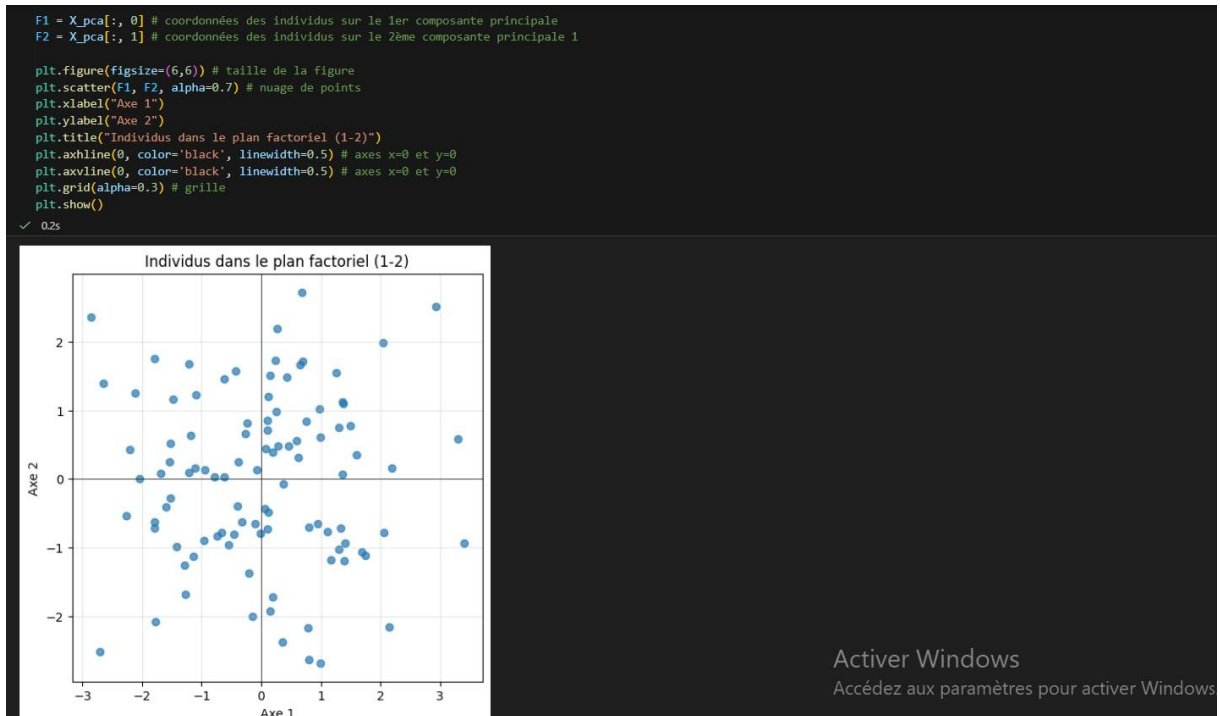 F1 = X_pca[:, 0] # coordonnées des individus sur le 1er composante principale
F2 = X_pca[:, 1] # coordonnées des individus sur le 2ème composante principale 1
plt.figure(figsize=(6,6)) # taille de la figure
plt.scatter(F1, F2, alpha=0.7) # nuage de points
plt.xlabel("Axe 1")
plt.ylabel("Axe 2")
plt.title("Individus dans le plan factoriel (1-2)")
plt.axhline(0, color='black', linewidth=0.5) # axes x=0 et y=0
plt.axvline(0, color='black', linewidth=0.5) # axes x=0 et y=0
plt.grid(alpha=0.3) # grille
plt.show()
✓ 0.2s
Individus dans le plan factoriel (1-2)
2
1
0
−1
−2
Axe 2
−3 −2 −1 0 1 2 3
Axe 1
Activer Windows
Accédez aux paramètres pour activer Windows.